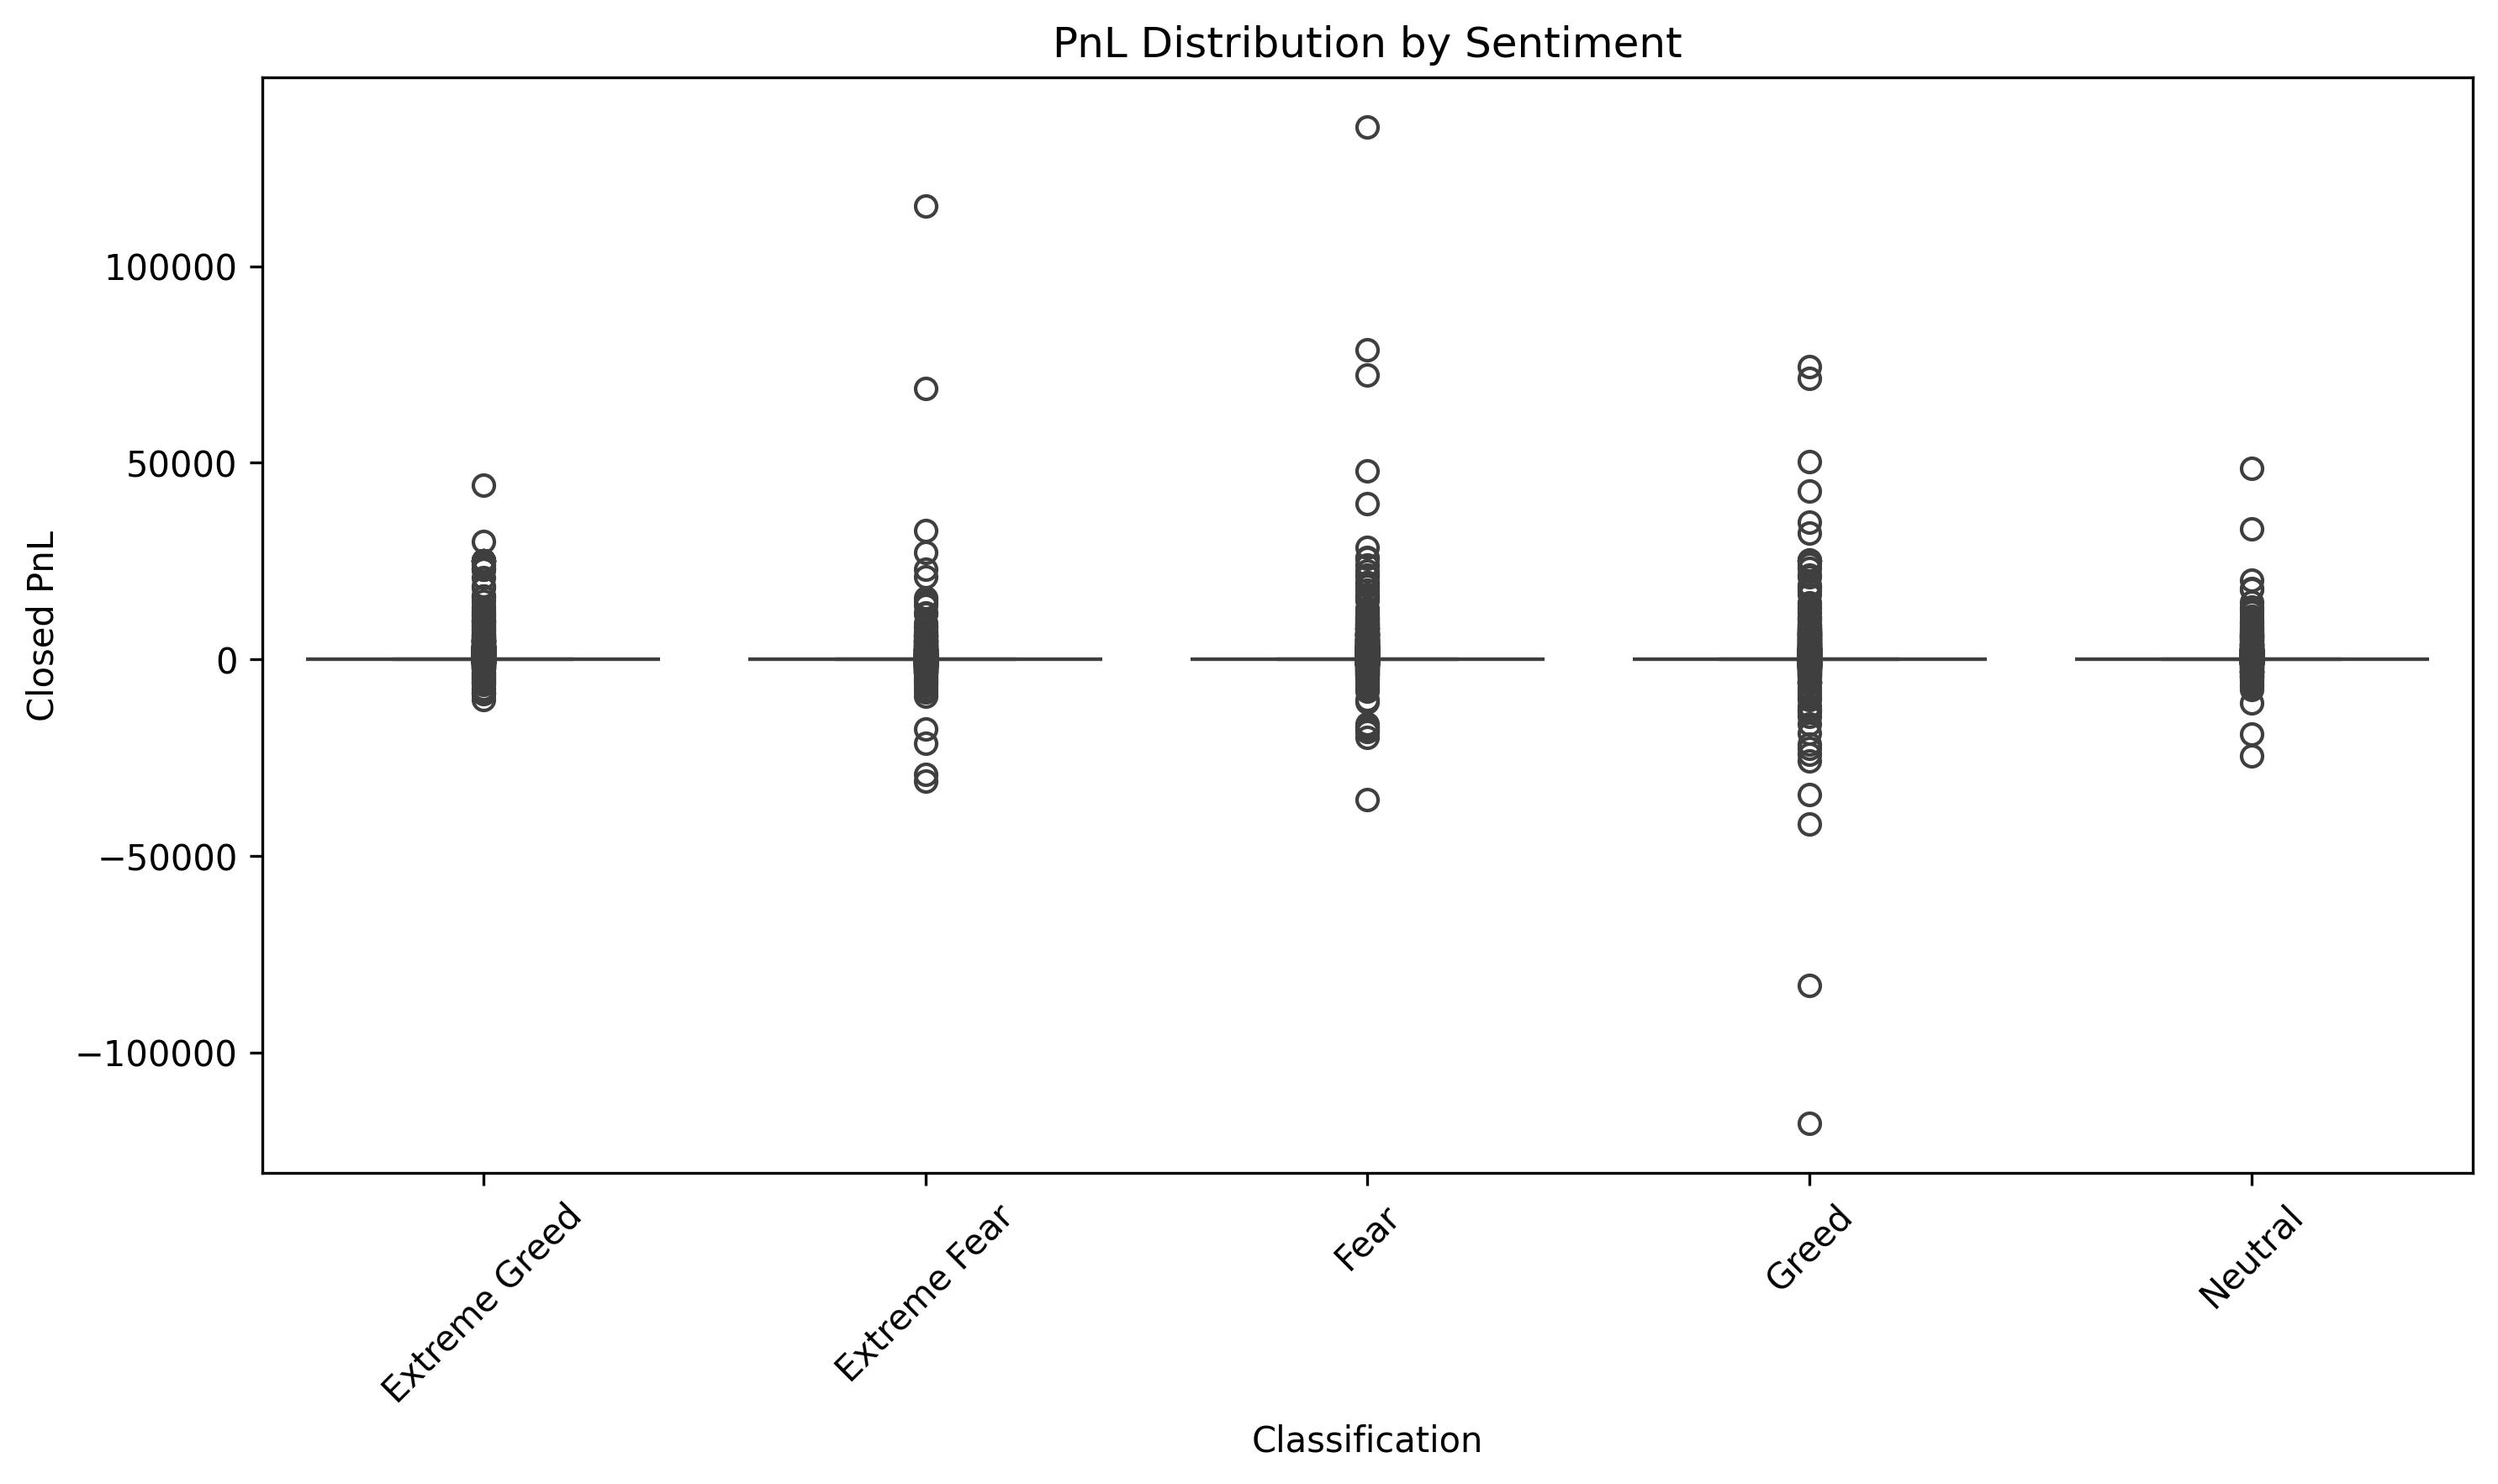 PnL Distribution by Sentiment
Closed PnL
100000
50000
0
−50000
−100000
Extreme Greed
Extreme Fear
Fear
Greed
Neutral
Classification